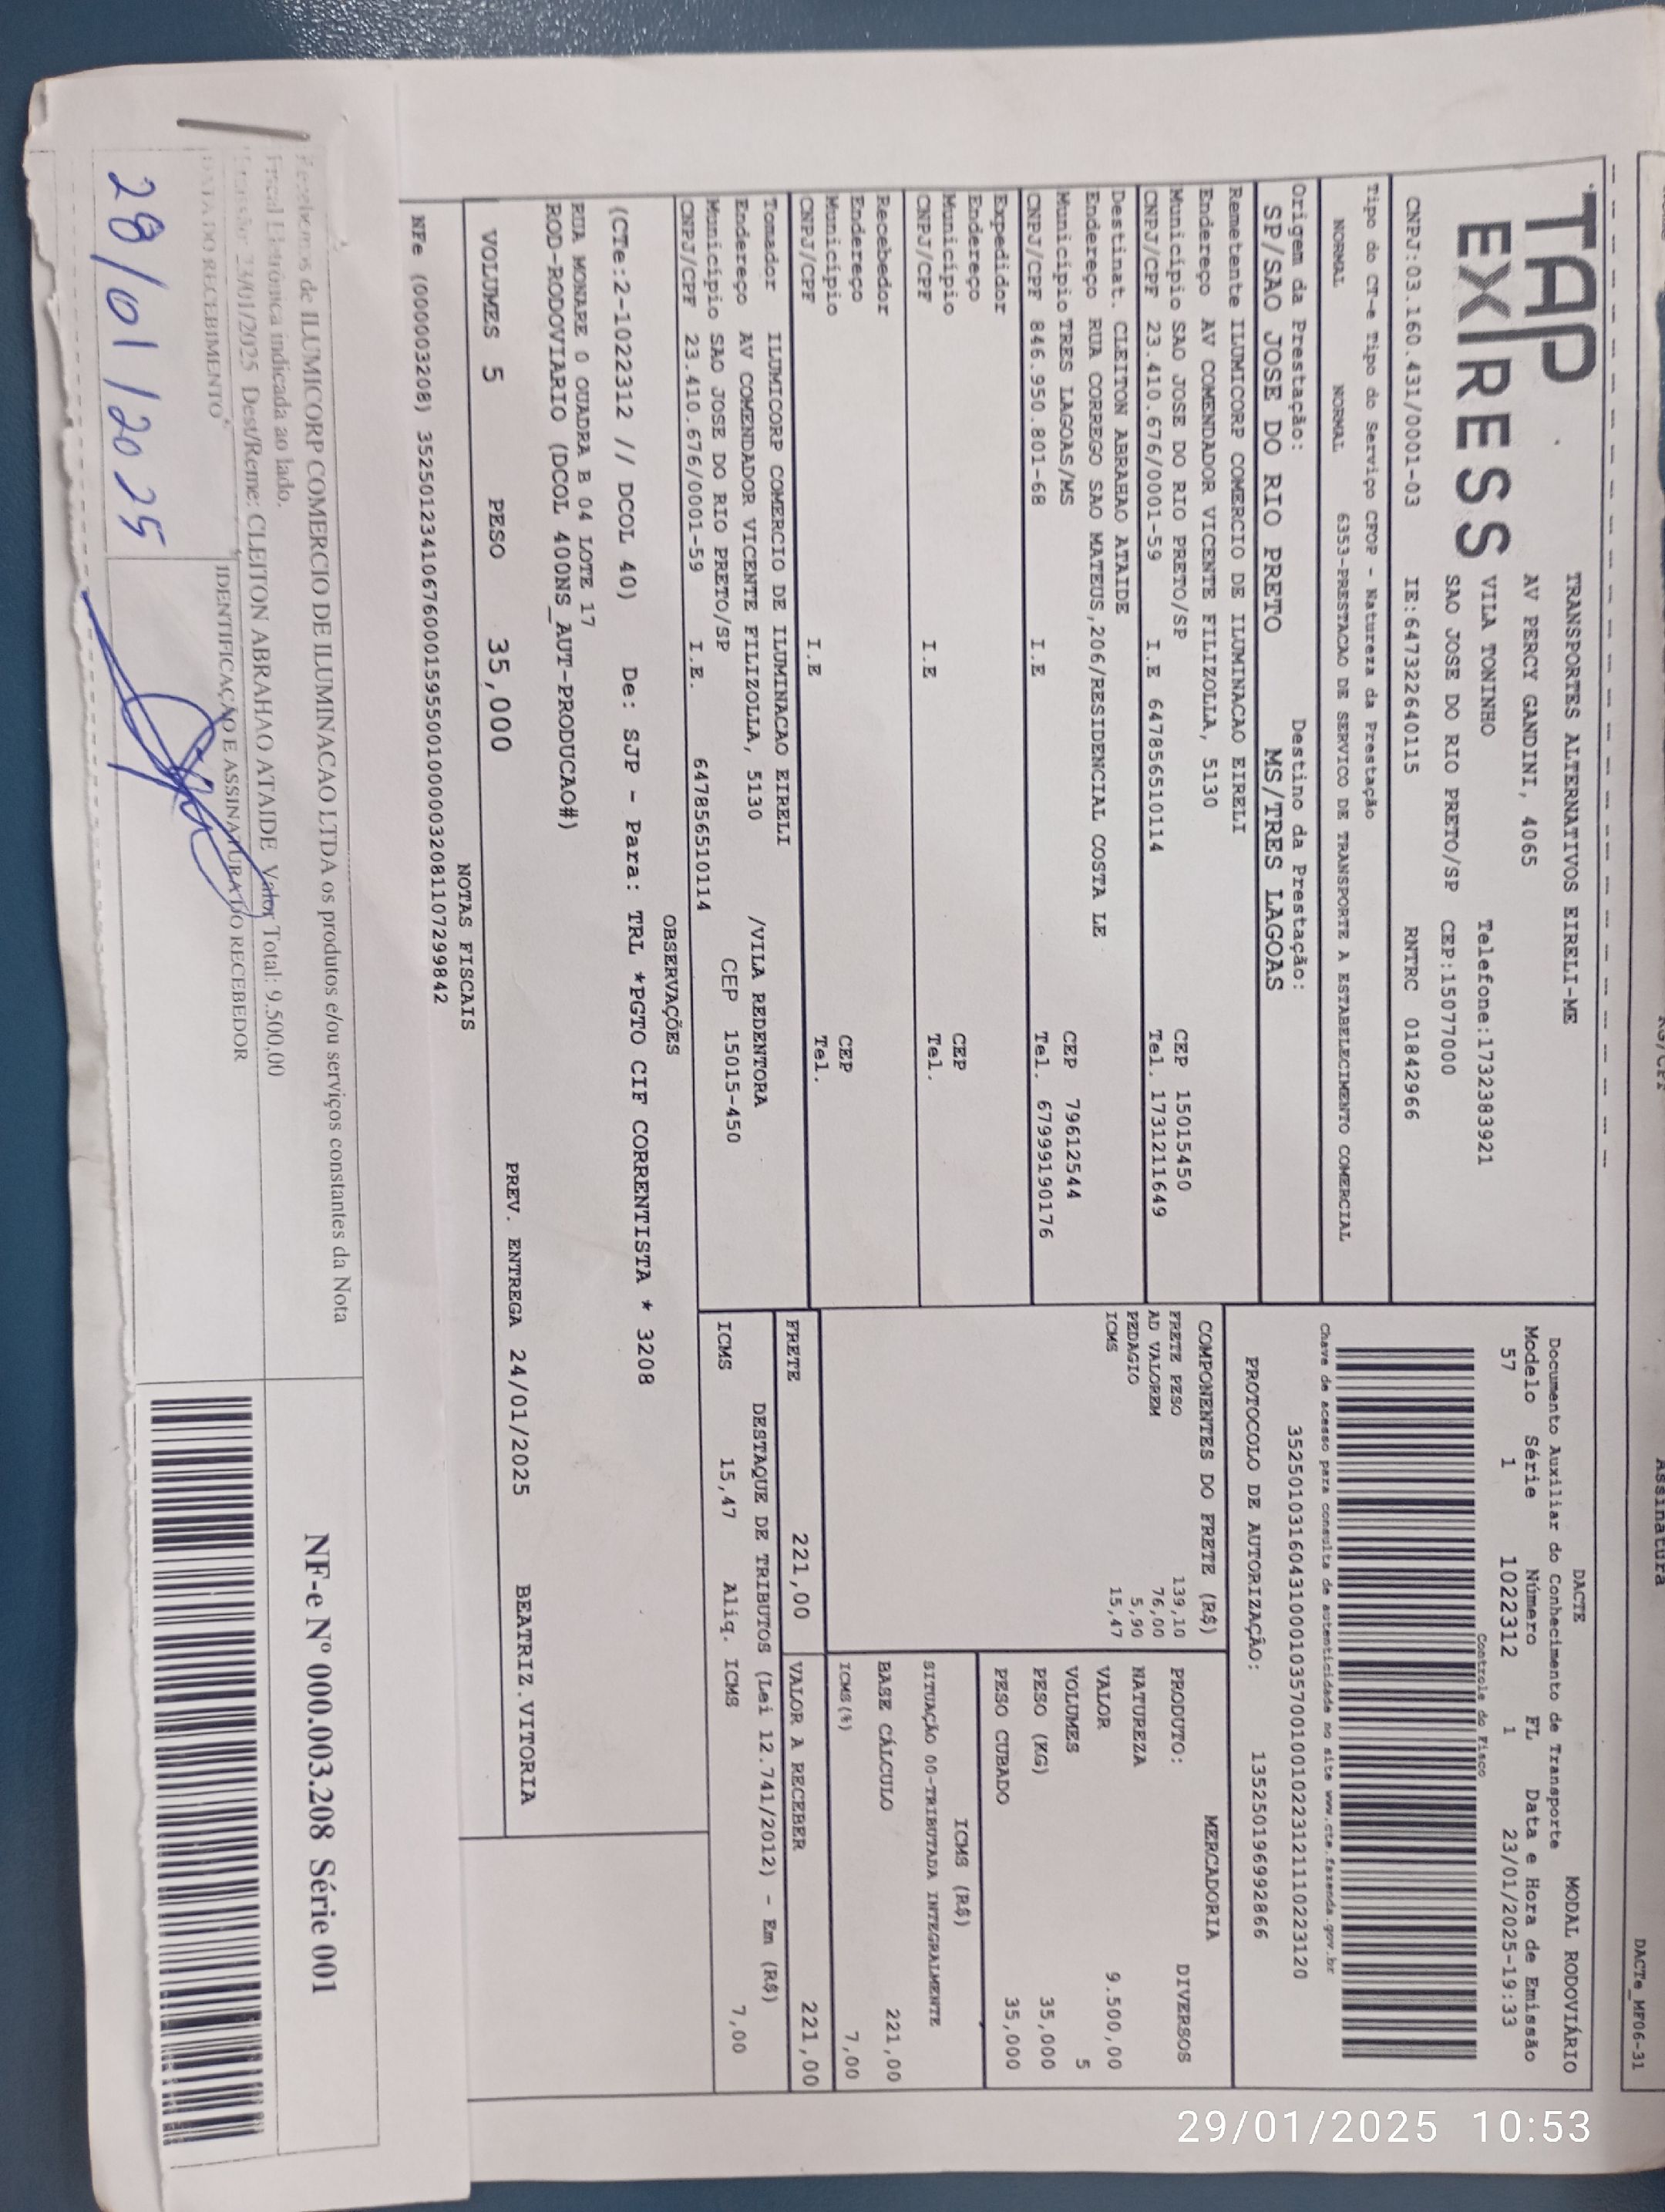 DACTe_MF06-31
Assinatura
TAP
EXPRESS
TRANSPORTES ALTERNATIVOS EIRELI-ME
AV PERCY GANDINI, 4065
VILA TONINHO Telefone:1732383921
SAO JOSE DO RIO PRETO/SP CEP:15077000
CNPJ:03.160.431/0001-03 IE:647322640115 RNTRC 01842966
DACTE MODAL RODOVIÁRIO
Documento Auxiliar do Conhecimento de Transporte
Modelo Série Número FL Data e Hora de Emissão
57 1 1022312 1 23/01/2025-19:33
Controle do Fisco
Chave de acesso para consulta de autenticidade no site www.cte.fazenda.gov.br
35250103160431000103570010010223121110223120
PROTOCOLO DE AUTORIZAÇÃO: 135250196992866
Tipo do CT-e Tipo do Serviço CFOP - Natureza da Prestação
NORMAL NORMAL 6353-PRESTACAO DE SERVICO DE TRANSPORTE A ESTABELECIMENTO COMERCIAL
Origem da Prestação: Destino da Prestação:
SP/SAO JOSE DO RIO PRETO MS/TRES LAGOAS
Remetente ILUMICORP COMERCIO DE ILUMINACAO EIRELI
Endereço AV COMENDADOR VICENTE FILIZOLLA, 5130
Município SAO JOSE DO RIO PRETO/SP CEP 15015450
CNPJ/CPF 23.410.676/0001-59 I.E 647856510114 Tel. 1731211649
Destinat. CLEITON ABRAHAO ATAIDE
Endereço RUA CORREGO SAO MATEUS,206/RESIDENCIAL COSTA LE
Município TRES LAGOAS/MS CEP 79612544
CNPJ/CPF 846.950.801-68 I.E Tel. 67999190176
Expedidor
Endereço
Município CEP
CNPJ/CPF I.E Tel.
Recebedor
Endereço
Município CEP
CNPJ/CPF I.E Tel.
Tomador ILUMICORP COMERCIO DE ILUMINACAO EIRELI
Endereço AV COMENDADOR VICENTE FILIZOLLA, 5130 /VILA REDENTORA
Município SAO JOSE DO RIO PRETO/SP CEP 15015-450
CNPJ/CPF 23.410.676/0001-59 I.E. 647856510114
COMPONENTES DO FRETE (R$)
FRETE PESO 139,10
AD VALOREM 76,00
PEDAGIO 5,90
ICMS 15,47
MERCADORIA
PRODUTO: DIVERSOS
NATUREZA
VALOR 9.500,00
VOLUMES 5
PESO (KG) 35,000
PESO CUBADO 35,000
ICMS (R$)
SITUAÇÃO 00-TRIBUTADA INTEGRALMENTE
BASE CÁLCULO 221,00
ICMS(%) 7,00
FRETE 221,00 VALOR A RECEBER 221,00
DESTAQUE DE TRIBUTOS (Lei 12.741/2012) - Em (R$)
ICMS 15,47 Aliq. ICMS 7,00
OBSERVAÇÕES
(CTe:2-1022312 // DCOL 40) De: SJP - Para: TRL *PGTO CIF CORRENTISTA * 3208
RUA MONARE 0 QUADRA B 04 LOTE 17
ROD-RODOVIARIO (DCOL 400NS_AUT-PRODUCAO#)
VOLUMES 5 PESO 35,000 PREV. ENTREGA 24/01/2025 BEATRIZ.VITORIA
NOTAS FISCAIS
NFe (000003208) 35250123410676000159550010000032081107299842
Recebemos de ILUMICORP COMERCIO DE ILUMINACAO LTDA os produtos e/ou serviços constantes da Nota
Fiscal Eletrônica indicada ao lado.
Emissão: 23/01/2025 Dest/Reme: CLEITON ABRAHAO ATAIDE Valor Total: 9.500,00
DATA DO RECEBIMENTO IDENTIFICAÇÃO E ASSINATURA DO RECEBEDOR
28/01/2025
NF-e Nº 000.003.208 Série 001
29/01/2025 10:53